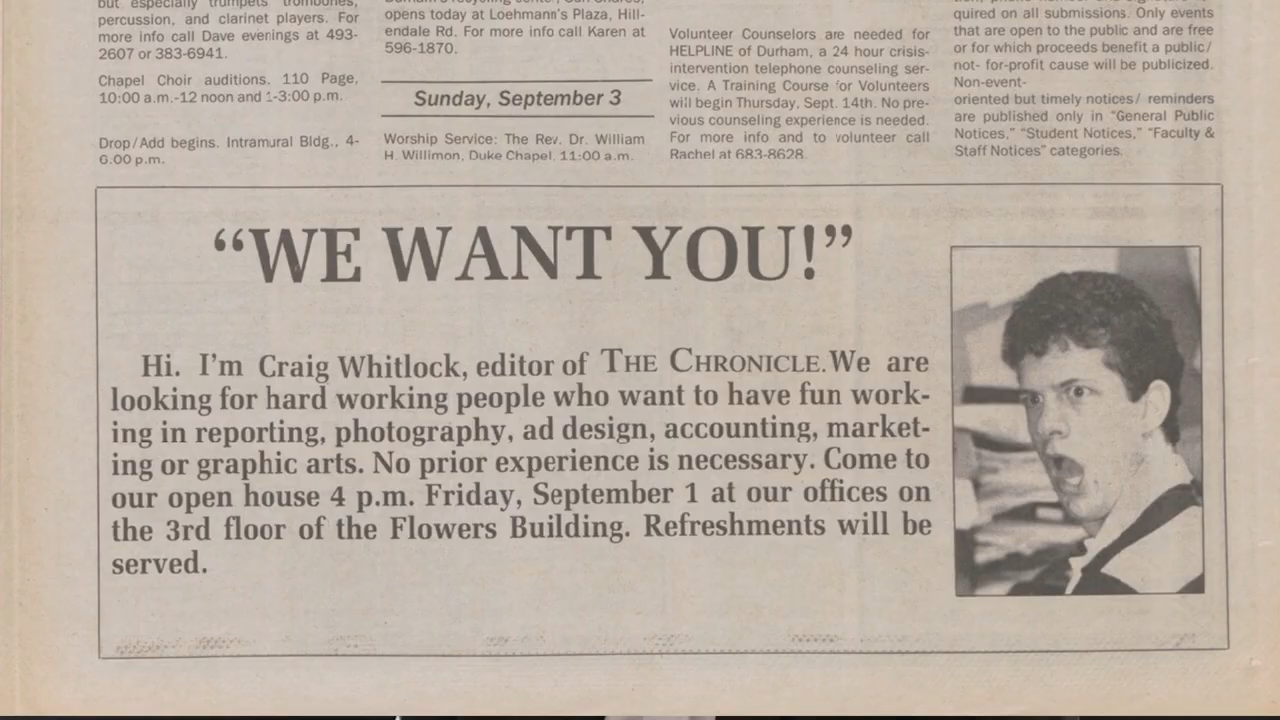 but especially trumpets trombones,
percussion, and clarinet players. For
more info call Dave evenings at 493-
2607 or 383-6941.
Chapel Choir auditions. 110 Page,
10:00 a.m.-12 noon and 1-3:00 p.m.
Drop/Add begins. Intramural Bldg., 4-
6.00 p.m.
opens today at Loehmann's Plaza, Hill-
endale Rd. For more info call Karen at
596-1870.
Sunday, September 3
Worship Service: The Rev. Dr. William
H. Willimon, Duke Chapel. 11:00 a.m.
Volunteer Counselors are needed for
HELPLINE of Durham, a 24 hour crisis-
intervention telephone counseling ser-
vice. A Training Course for Volunteers
will begin Thursday, Sept. 14th. No pre-
vious counseling experience is needed.
For more info and to volunteer call
Rachel at 683-8628.
quired on all submissions. Only events
that are open to the public and are free
or for which proceeds benefit a public/
not- for-profit cause will be publicized.
Non-event-
oriented but timely notices/ reminders
are published only in "General Public
Notices," "Student Notices," "Faculty &
Staff Notices" categories.
“WE WANT YOU!”
Hi. I'm Craig Whitlock, editor of THE CHRONICLE.We are
looking for hard working people who want to have fun work-
ing in reporting, photography, ad design, accounting, market-
ing or graphic arts. No prior experience is necessary. Come to
our open house 4 p.m. Friday, September 1 at our offices on
the 3rd floor of the Flowers Building. Refreshments will be
served.